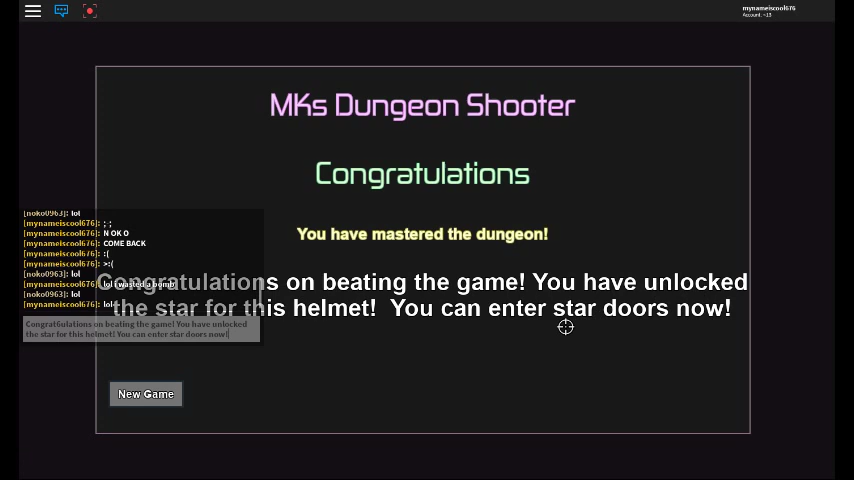 mynameiscool676
Account: <13
MKs Dungeon Shooter
Congratulations
You have mastered the dungeon!
Congratulations on beating the game! You have unlocked
the star for this helmet!  You can enter star doors now!
[noko0963]: lol
[mynameiscool676]: ; ;
[mynameiscool676]: N OK O
[mynameiscool676]: COME BACK
[mynameiscool676]: :(
[mynameiscool676]: >:(
[noko0963]: lol
[mynameiscool676]: lol i wasted a bomb
[noko0963]: lol
[mynameiscool676]: lol
Congrat6ulations on beating the game! You have unlocked
the star for this helmet! You can enter star doors now!
New Game